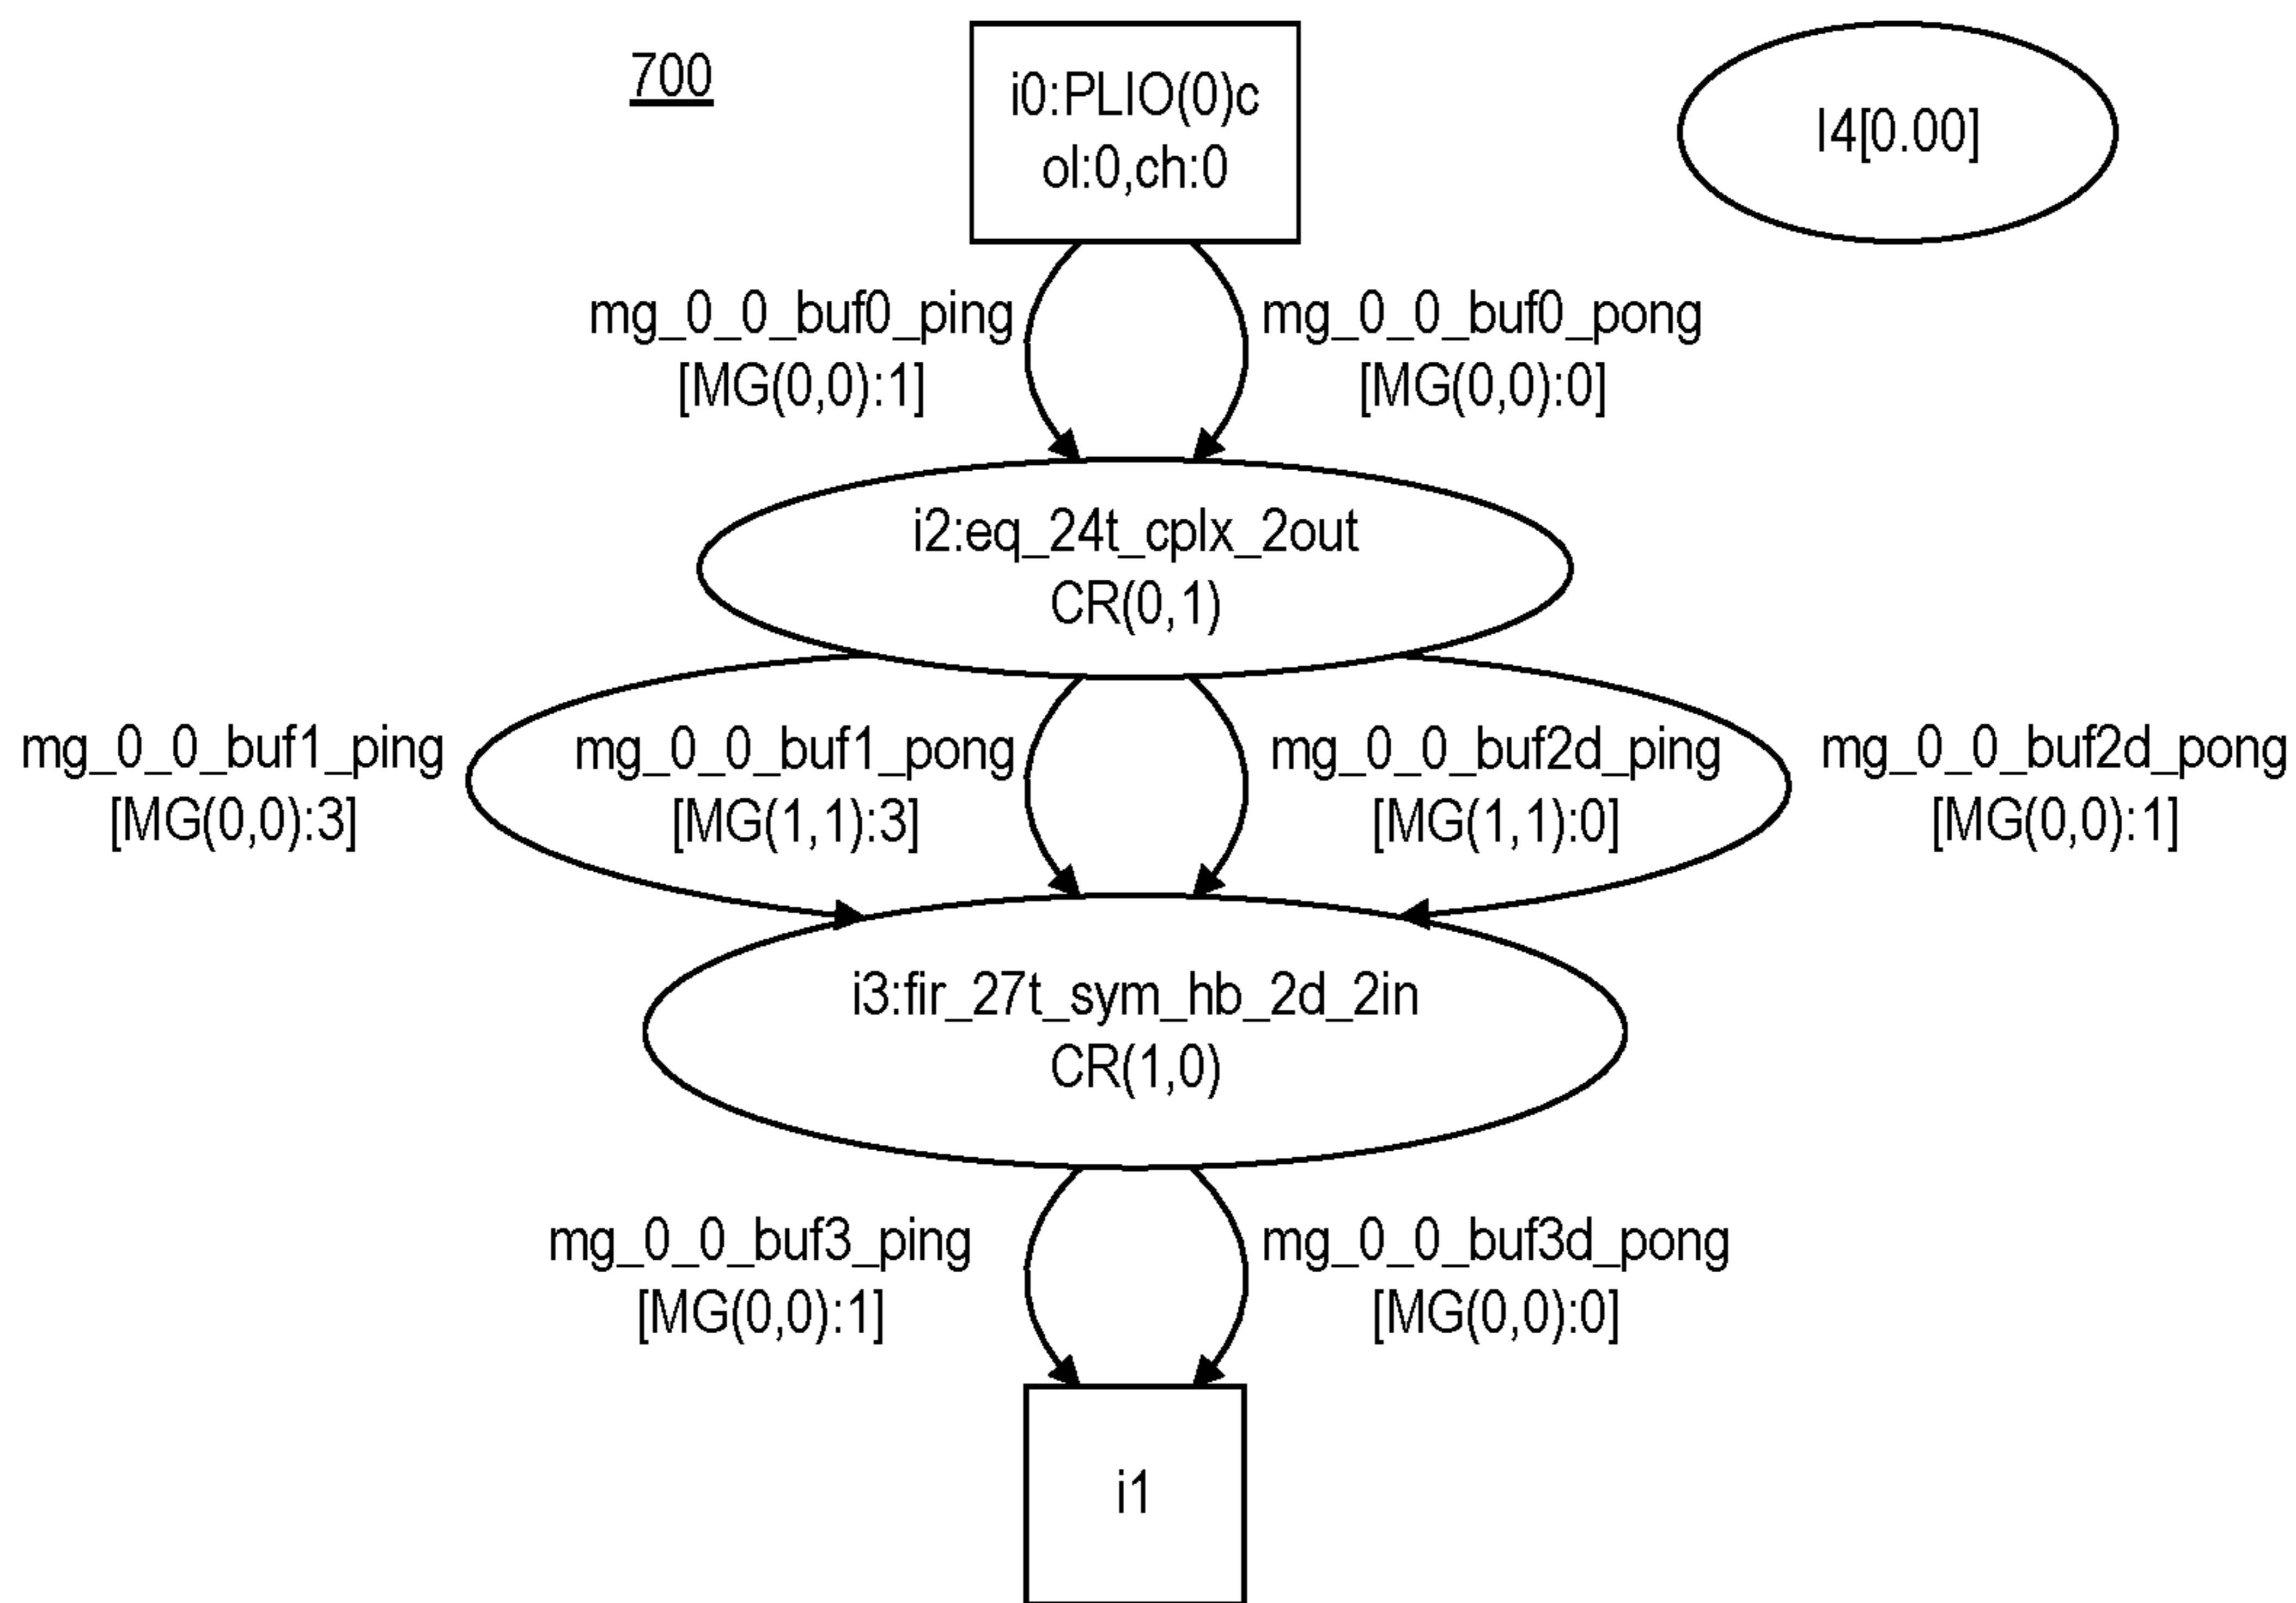 700
i0:PLIO(0)c
ol:0,ch:0
I4[0.00]
mg_0_0_buf0_ping
[MG(0,0):1]
mg_0_0_buf0_pong
[MG(0,0):0]
i2:eq_24t_cplx_2out
CR(0,1)
mg_0_0_buf1_ping
[MG(0,0):3]
mg_0_0_buf1_pong
[MG(1,1):3]
mg_0_0_buf2d_ping
[MG(1,1):0]
mg_0_0_buf2d_pong
[MG(0,0):1]
i3:fir_27t_sym_hb_2d_2in
CR(1,0)
mg_0_0_buf3_ping
[MG(0,0):1]
mg_0_0_buf3d_pong
[MG(0,0):0]
i1